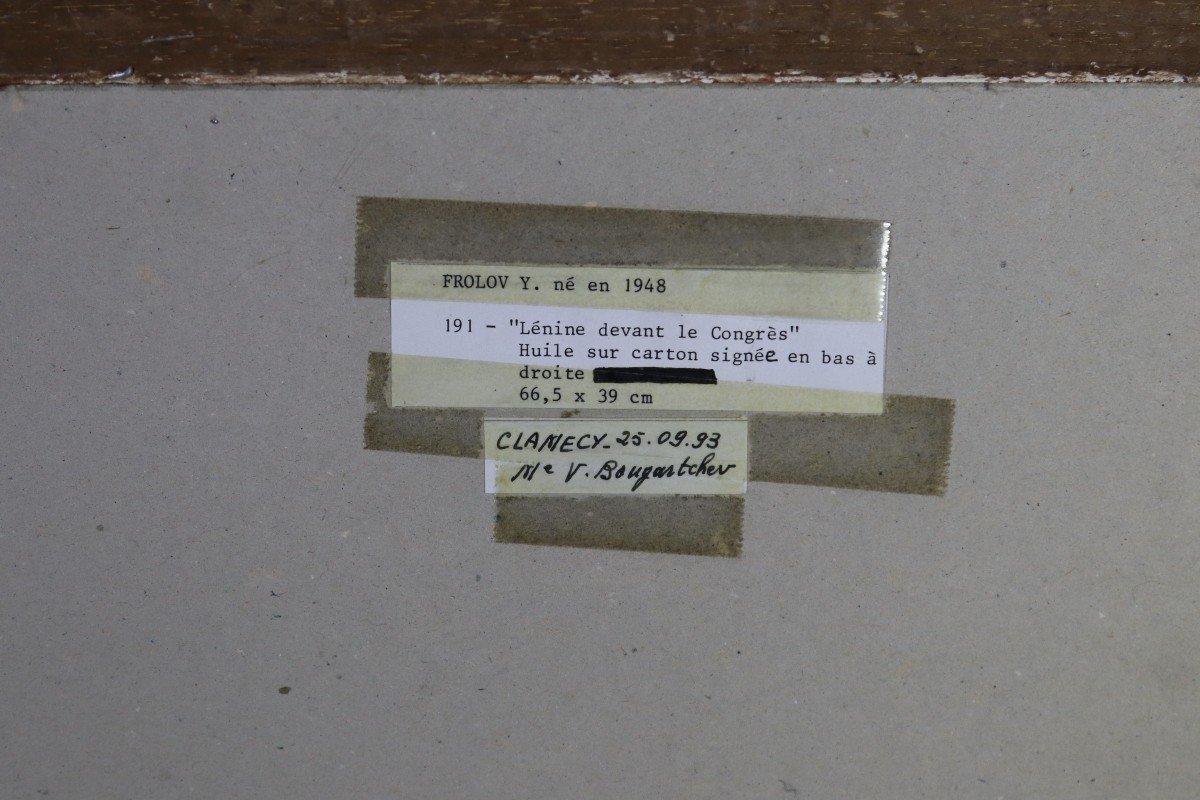 FROLOV Y. né en 1948
191 - "Lénine devant le Congrès"
Huile sur carton signée en bas à
droite
66,5 x 39 cm
CLAMECY_ 25.09.93
Me V. Bougartchev